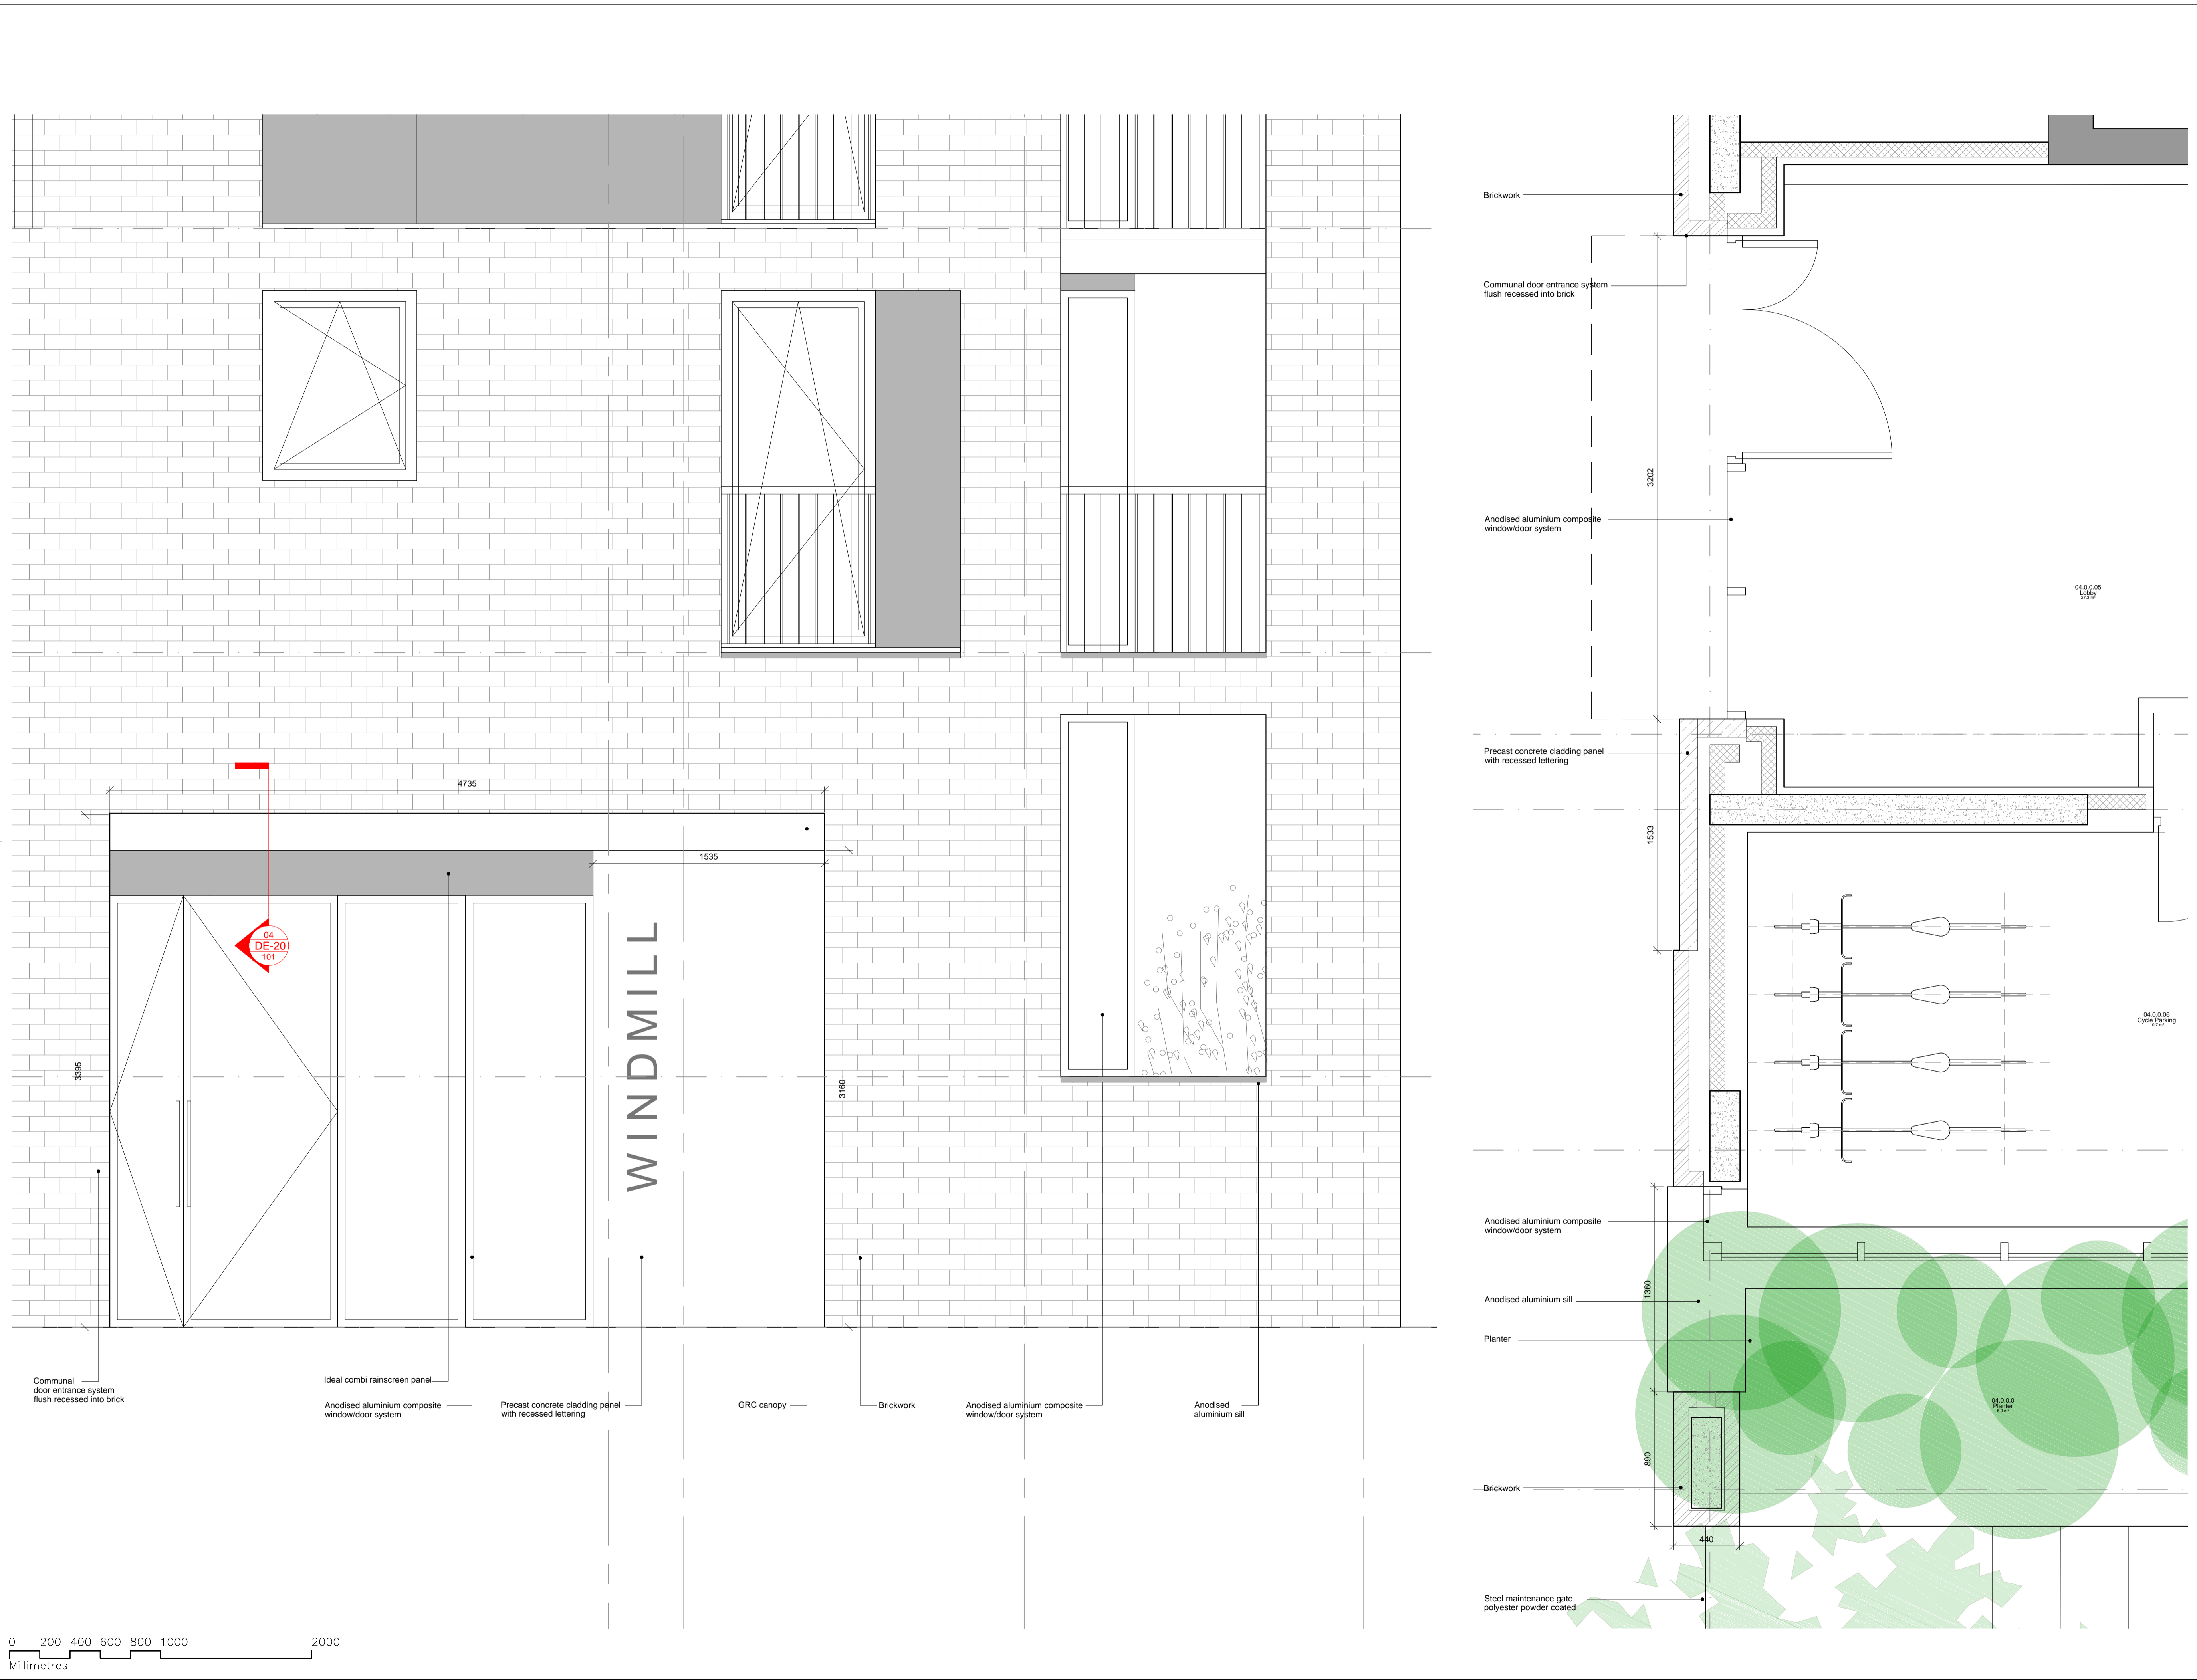 4735
1535
3395
3160
04
DE-20
101
WINDMILL
Communal
door entrance system
flush recessed into brick
Ideal combi rainscreen panel
Anodised aluminium composite
window/door system
Precast concrete cladding panel
with recessed lettering
GRC canopy
Brickwork
Anodised aluminium composite
window/door system
Anodised
aluminium sill
0 200 400 600 800 1000 2000
Millimetres
Brickwork
Communal door entrance system
flush recessed into brick
3202
Anodised aluminium composite
window/door system
04.0.0.05
Lobby
27.3 m²
Precast concrete cladding panel
with recessed lettering
1533
04.0.0.06
Cycle Parking
10.7 m²
Anodised aluminium composite
window/door system
1360
Anodised aluminium sill
Planter
04.0.0.0
Planter
890
Brickwork
440
Steel maintenance gate
polyester powder coated